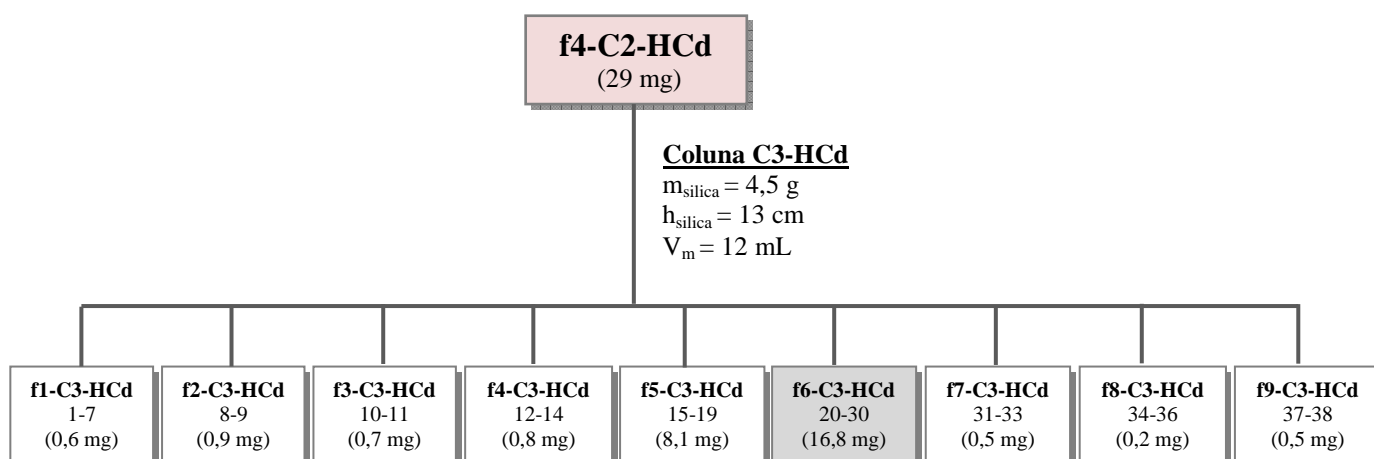 f4-C2-HCd
(29 mg)
Coluna C3-HCd
m silica = 4,5 g
h silica = 13 cm
V m = 12 mL
f1-C3-HCd
1-7
(0,6 mg)
f2-C3-HCd
8-9
(0,9 mg)
f3-C3-HCd
10-11
(0,7 mg)
f4-C3-HCd
12-14
(0,8 mg)
f5-C3-HCd
15-19
(8,1 mg)
f6-C3-HCd
20-30
(16,8 mg)
f7-C3-HCd
31-33
(0,5 mg)
f8-C3-HCd
34-36
(0,2 mg)
f9-C3-HCd
37-38
(0,5 mg)